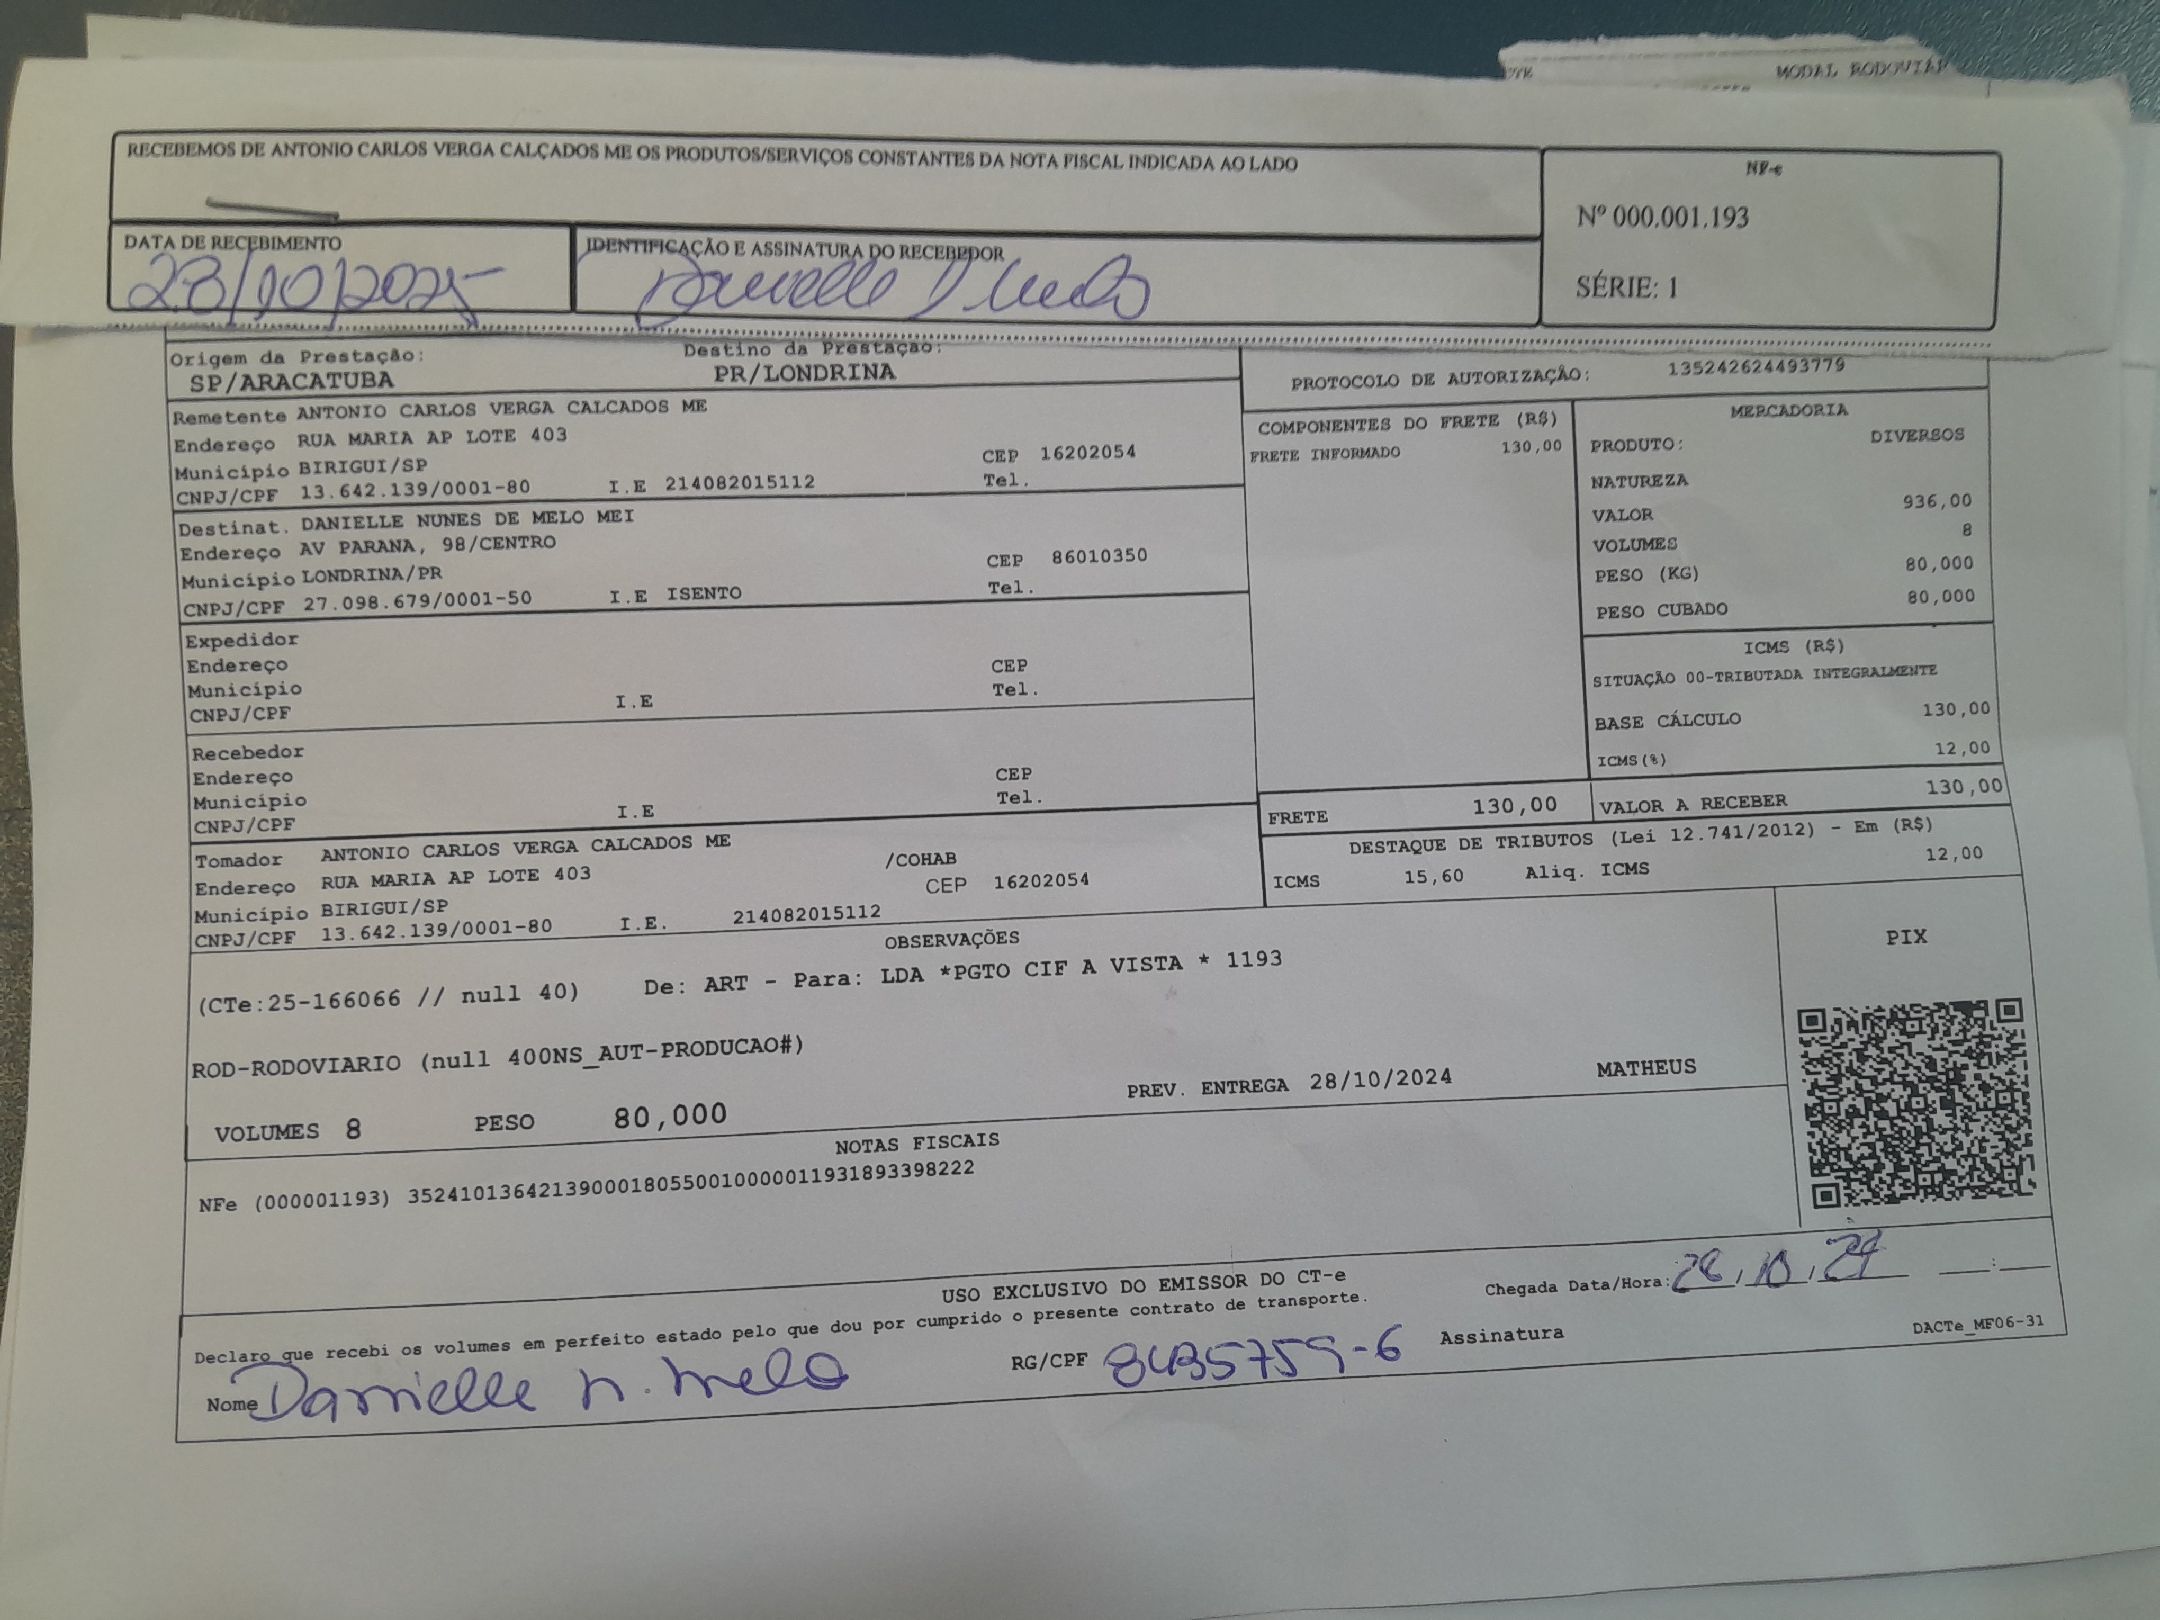 CTE MODAL RODOVIÁR
RECEBEMOS DE ANTONIO CARLOS VERGA CALÇADOS ME OS PRODUTOS/SERVIÇOS CONSTANTES DA NOTA FISCAL INDICADA AO LADO
NF-e
Nº 000.001.193
SÉRIE: 1
DATA DE RECEBIMENTO
28/10/2025
IDENTIFICAÇÃO E ASSINATURA DO RECEBEDOR
Danielle
Origem da Prestação:
SP/ARACATUBA
Destino da Prestação:
PR/LONDRINA
PROTOCOLO DE AUTORIZAÇÃO: 135242624493779
Remetente ANTONIO CARLOS VERGA CALCADOS ME
Endereço RUA MARIA AP LOTE 403
Município BIRIGUI/SP CEP 16202054
CNPJ/CPF 13.642.139/0001-80 I.E 214082015112 Tel.
Destinat. DANIELLE NUNES DE MELO MEI
Endereço AV PARANA, 98/CENTRO
Município LONDRINA/PR CEP 86010350
CNPJ/CPF 27.098.679/0001-50 I.E ISENTO Tel.
Expedidor
Endereço CEP
Município Tel.
CNPJ/CPF I.E
Recebedor
Endereço CEP
Município Tel.
CNPJ/CPF I.E
Tomador ANTONIO CARLOS VERGA CALCADOS ME
Endereço RUA MARIA AP LOTE 403 /COHAB
Município BIRIGUI/SP CEP 16202054
CNPJ/CPF 13.642.139/0001-80 I.E. 214082015112
COMPONENTES DO FRETE (R$)
FRETE INFORMADO 130,00
MERCADORIA
PRODUTO: DIVERSOS
NATUREZA
VALOR 936,00
VOLUMES 8
PESO (KG) 80,000
PESO CUBADO 80,000
ICMS (R$)
SITUAÇÃO 00-TRIBUTADA INTEGRALMENTE
BASE CÁLCULO 130,00
ICMS(%) 12,00
FRETE 130,00 VALOR A RECEBER 130,00
DESTAQUE DE TRIBUTOS (Lei 12.741/2012) - Em (R$)
ICMS 15,60 Aliq. ICMS 12,00
OBSERVAÇÕES
(CTe:25-166066 // null 40) De: ART - Para: LDA *PGTO CIF A VISTA * 1193
ROD-RODOVIARIO (null 400NS_AUT-PRODUCAO#)
PREV. ENTREGA 28/10/2024 MATHEUS
VOLUMES 8 PESO 80,000
PIX
NOTAS FISCAIS
NFe (000001193) 35241013642139000180550010000011931893398222
USO EXCLUSIVO DO EMISSOR DO CT-e
Declaro que recebi os volumes em perfeito estado pelo que dou por cumprido o presente contrato de transporte.
Chegada Data/Hora: 28/10/24 :
Nome Danielle N. Melo RG/CPF 8435759-6 Assinatura
DACTe_MF06-31